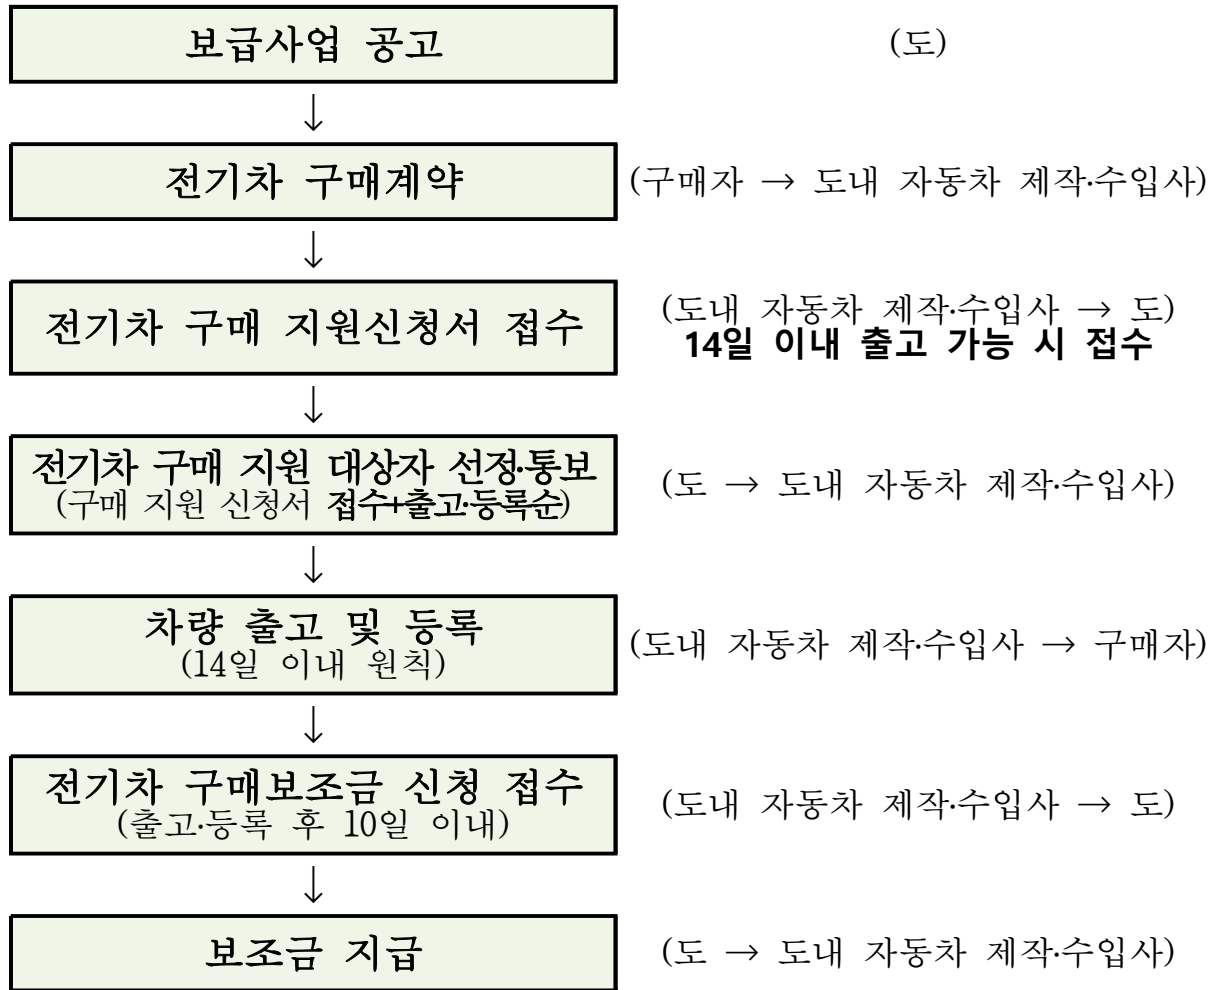 보급사업 공고
(도)
↓
전기차 구매계약
(구매자 → 도내 자동차 제작·수입사)
↓
전기차 구매 지원신청서 접수
(도내 자동차 제작·수입사 → 도)
14일 이내 출고 가능 시 접수
↓
전기차 구매 지원 대상자 선정·통보
(구매 지원 신청서 접수+출고·등록순)
(도 → 도내 자동차 제작·수입사)
↓
차량 출고 및 등록
(14일 이내 원칙)
(도내 자동차 제작·수입사 → 구매자)
↓
전기차 구매보조금 신청 접수
(출고·등록 후 10일 이내)
(도내 자동차 제작·수입사 → 도)
↓
보조금 지급
(도 → 도내 자동차 제작·수입사)